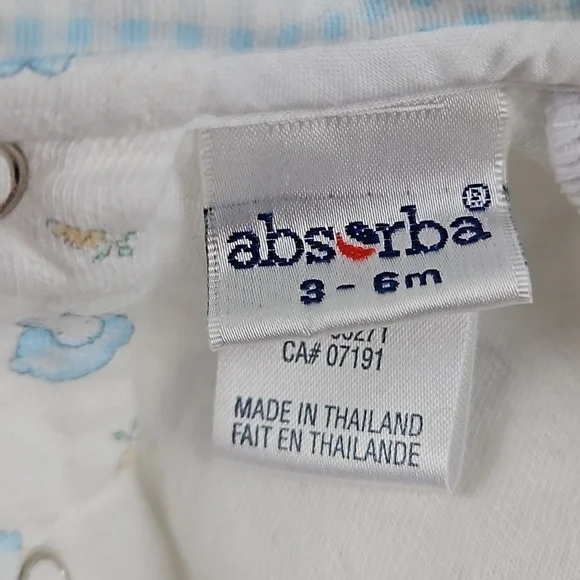 absorba®
3 - 6m
CA# 07191
MADE IN THAILAND
FAIT EN THAILANDE